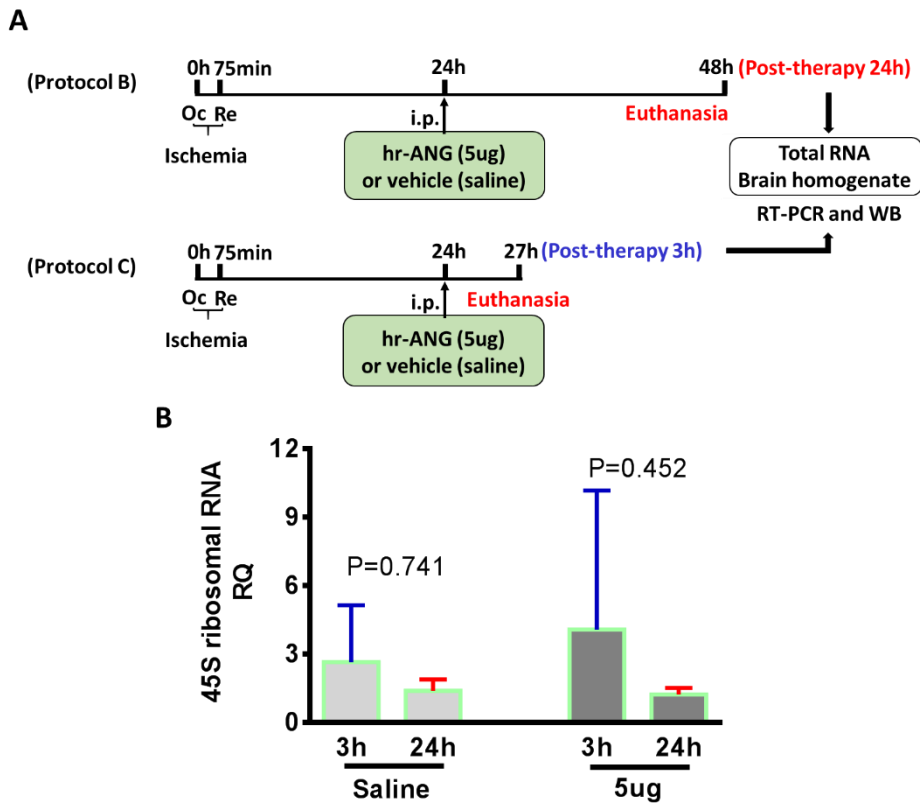 A
(Protocol B)
0h 75min 24h 48h (Post-therapy 24h)
Oc Re i.p. Euthanasia
Ischemia
hr-ANG (5ug)
or vehicle (saline)
Total RNA
Brain homogenate
RT-PCR and WB
(Protocol C)
0h 75min 24h 27h (Post-therapy 3h)
Oc Re i.p. Euthanasia
Ischemia
hr-ANG (5ug)
or vehicle (saline)
B
45S ribosomal RNA
RQ
12
9
6
3
0
P=0.741
P=0.452
3h 24h 3h 24h
Saline 5ug